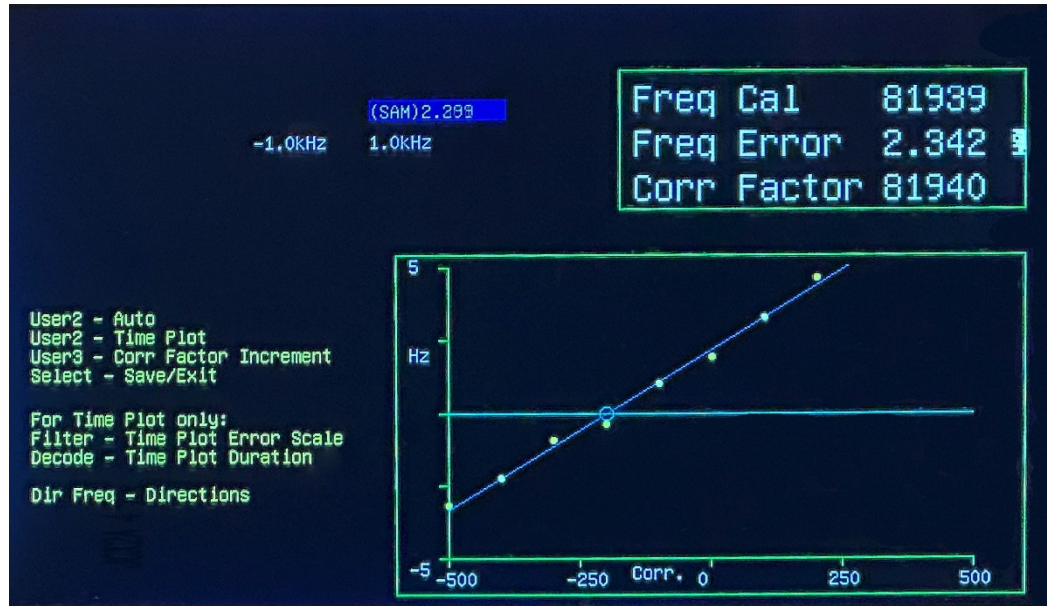 (SAM)2.299
-1.0kHz 1.0kHz
Freq Cal 81939
Freq Error 2.342
Corr Factor 81940
User2 - Auto
User2 - Time Plot
User3 - Corr Factor Increment
Select - Save/Exit
For Time Plot only:
Filter - Time Plot Error Scale
Decode - Time Plot Duration
Dir Freq - Directions
5
Hz
-5
-500 -250 Corr. 0 250 500